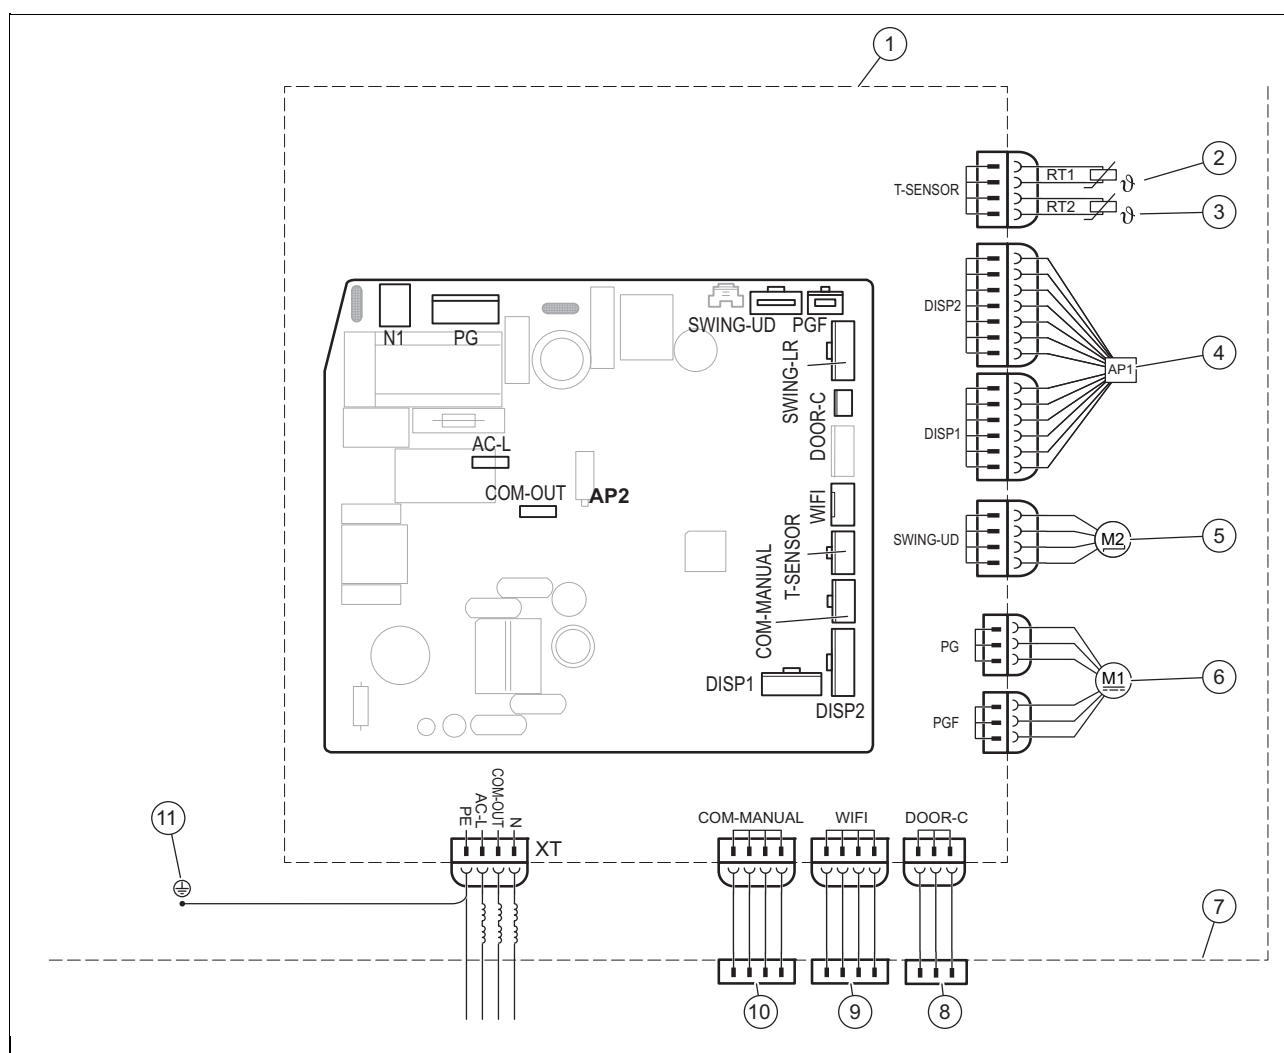 1
2
RT1
ϑ
T-SENSOR
RT2
ϑ
3
SWING-UD
PGF
N1
PG
DISP2
SWING-LR
4
AP1
DOOR-C
DISP1
AC-L
COM-OUT
AP2
WIFI
T-SENSOR
SWING-UD
M2
5
COM-MANUAL
PG
DISP1
M1
6
DISP2
PGF
PE
AC-L
COM-OUT
N
XT
COM-MANUAL
WIFI
DOOR-C
11
7
10
9
8